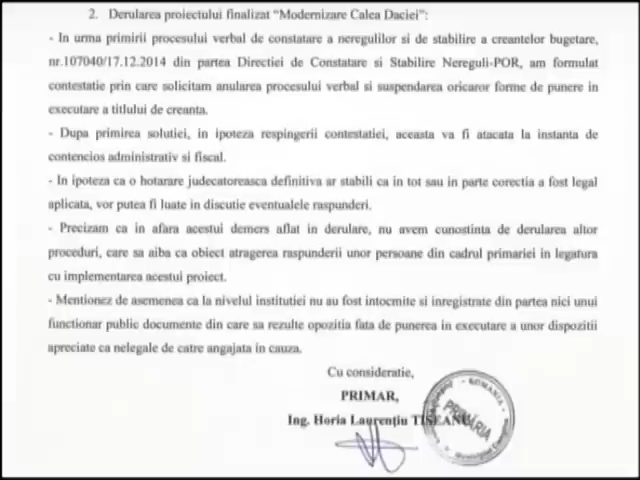 2. Derularea proiectului finalizat "Modernizare Calea Daciei":
- In urma primirii procesului verbal de constatare a neregulilor si de stabilire a creantelor bugetare,
nr.107040/17.12.2014 din partea Directiei de Constatare si Stabilire Nereguli-POR, am formulat
contestatie prin care solicitam anularea procesului verbal si suspendarea oricaror forme de punere in
executare a titlului de creanta.
- Dupa primirea solutiei, in ipoteza respingerii contestatiei, aceasta va fi atacata la instanta de
contencios administrativ si fiscal.
- In ipoteza ca o hotarare judecatoreasca definitiva ar stabili ca in tot sau in parte corectia a fost legal
aplicata, vor putea fi luate in discutie eventualele raspunderi.
- Precizam ca in afara acestui demers aflat in derulare, nu avem cunostinta de derularea altor
proceduri, care sa aiba ca obiect atragerea raspunderii unor persoane din cadrul primariei in legatura
cu implementarea acestui proiect.
- Mentionez de asemenea ca la nivelul institutiei nu au fost intocmite si inregistrate din partea nici unui
functionar public documente din care sa rezulte opozitia fata de punerea in executare a unor dispozitii
apreciate ca nelegale de catre angajata in cauza.
Cu consideratie,
PRIMAR,
Ing. Horia Laurențiu TISEANU
ROMANIA
PRIMĂRIA